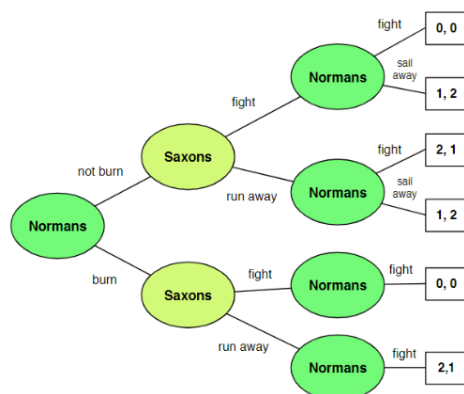 fight
0, 0
Normans
sail
away
1, 2
fight
Saxons
not burn
run away
fight
2, 1
Normans
sail
away
1, 2
Normans
burn
Saxons
fight
Normans
fight
0, 0
run away
Normans
fight
2,1